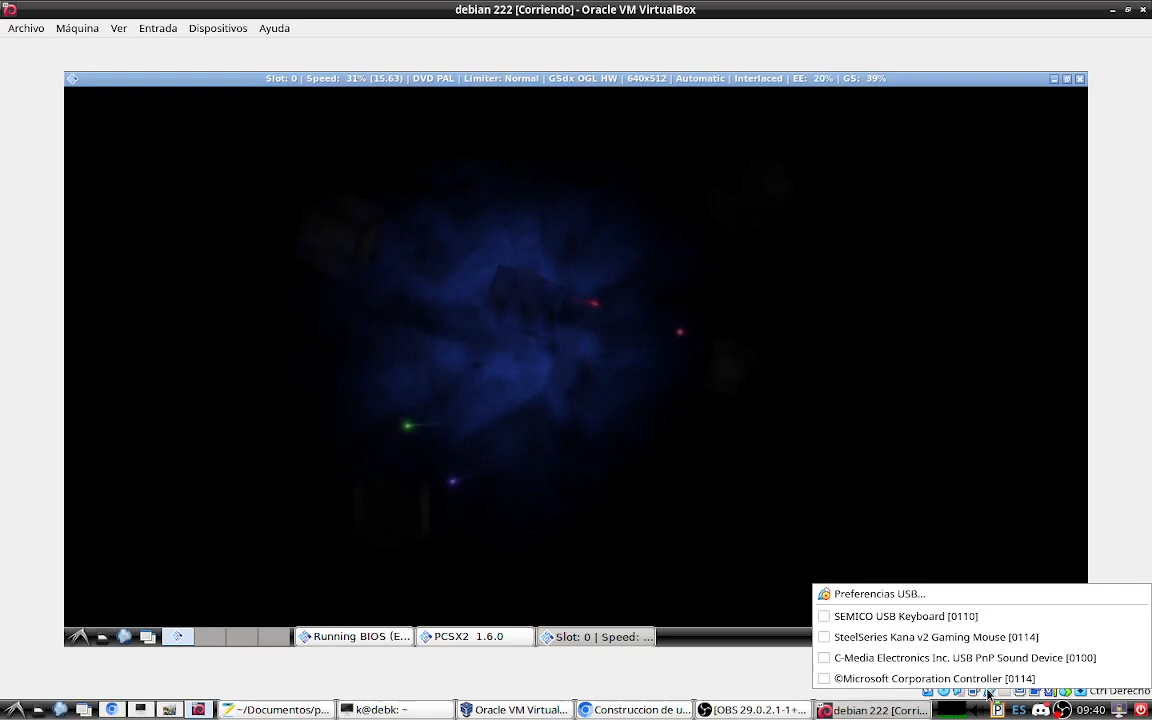 debian 222 [Corriendo] - Oracle VM VirtualBox
Archivo Máquina Ver Entrada Dispositivos Ayuda
Slot: 0 | Speed: 31% (15.63) | DVD PAL | Limiter: Normal | GSdx OGL HW | 640x512 | Automatic | Interlaced | EE: 20% | GS: 39%
Preferencias USB...
SEMICO USB Keyboard [0110]
SteelSeries Kana v2 Gaming Mouse [0114]
C-Media Electronics Inc. USB PnP Sound Device [0100]
©Microsoft Corporation Controller [0114]
Running BIOS (E... PCSX2 1.6.0 Slot: 0 | Speed: ...
Ctrl Derecho
~/Documentos/p... k@debk: ~ Oracle VM Virtual... Construccion de u... [OBS 29.0.2.1-1+... debian 222 [Corri... ES 09:40